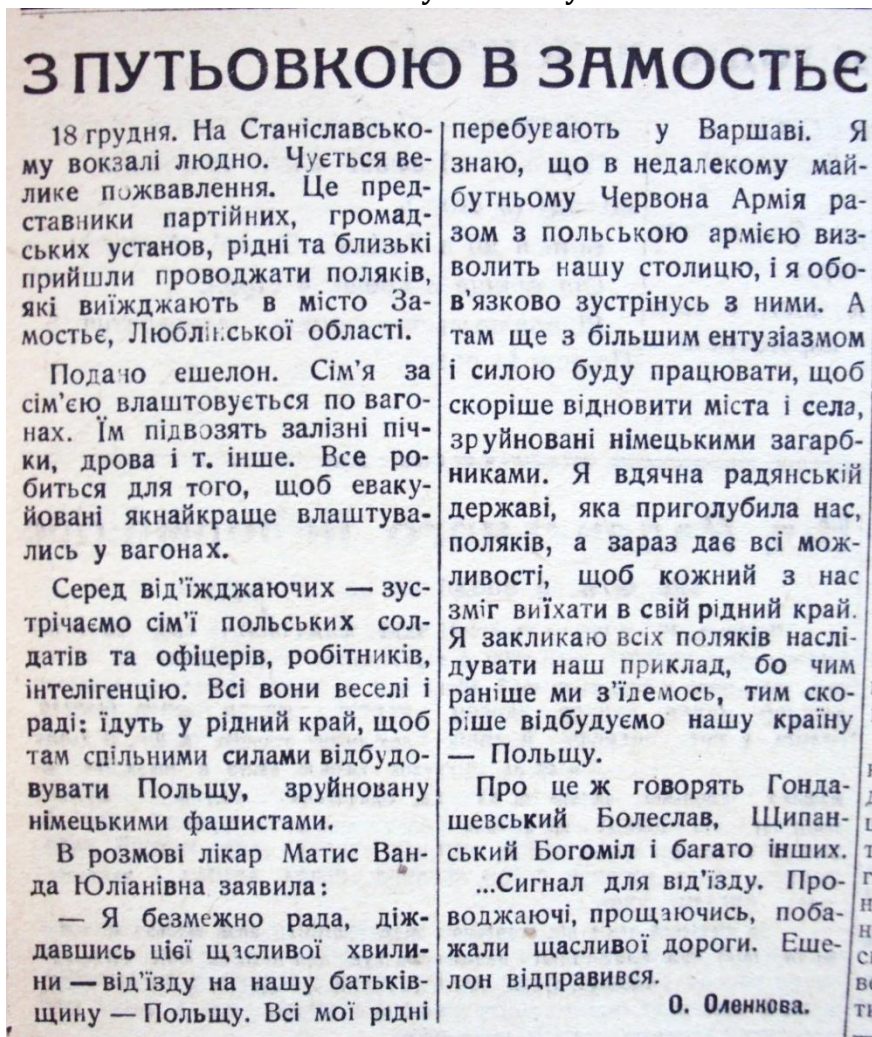 З ПУТЬОВКОЮ В ЗАМОСТЬЄ
18 грудня. На Станіславсько-
му вокзалі людно. Чується ве-
лике пожвавлення. Це пред-
ставники партійних, громад-
ських установ, рідні та близькі
прийшли проводжати поляків,
які виїжджають в місто За-
мостьє, Люблінської області.
Подано ешелон. Сім'я за
сім'єю влаштовується по ваго-
нах. Їм підвозять залізні піч-
ки, дрова і т. інше. Все ро-
биться для того, щоб еваку-
йовані якнайкраще влаштува-
лись у вагонах.
Серед від'їжджаючих — зус-
трічаємо сім'ї польських сол-
датів та офіцерів, робітників,
інтелігенцію. Всі вони веселі і
раді: їдуть у рідний край, щоб
там спільними силами відбудо-
вувати Польщу, зруйновану
німецькими фашистами.
В розмові лікар Матис Ван-
да Юліанівна заявила:
— Я безмежно рада, діж-
давшись цієї щасливої хвили-
ни — від'їзду на нашу батьків-
щину — Польщу. Всі мої рідні
перебувають у Варшаві. Я
знаю, що в недалекому май-
бутньому Червона Армія ра-
зом з польською армією виз-
волить нашу столицю, і я обо-
в'язково зустрінусь з ними. А
там ще з більшим ентузіазмом
і силою буду працювати, щоб
скоріше відновити міста і села,
зруйновані німецькими загарб-
никами. Я вдячна радянській
державі, яка приголубила нас,
поляків, а зараз дає всі мож-
ливості, щоб кожний з нас
зміг виїхати в свій рідний край.
Я закликаю всіх поляків наслі-
дувати наш приклад, бо чим
раніше ми з'їдемось, тим ско-
ріше відбудуємо нашу країну
— Польщу.
Про це ж говорять Гонда-
шевський Болеслав, Щипан-
ський Богоміл і багато інших.
...Сигнал для від'їзду. Про-
воджаючі, прощаючись, поба-
жали щасливої дороги. Еше-
лон відправився.
О. Оленкова.